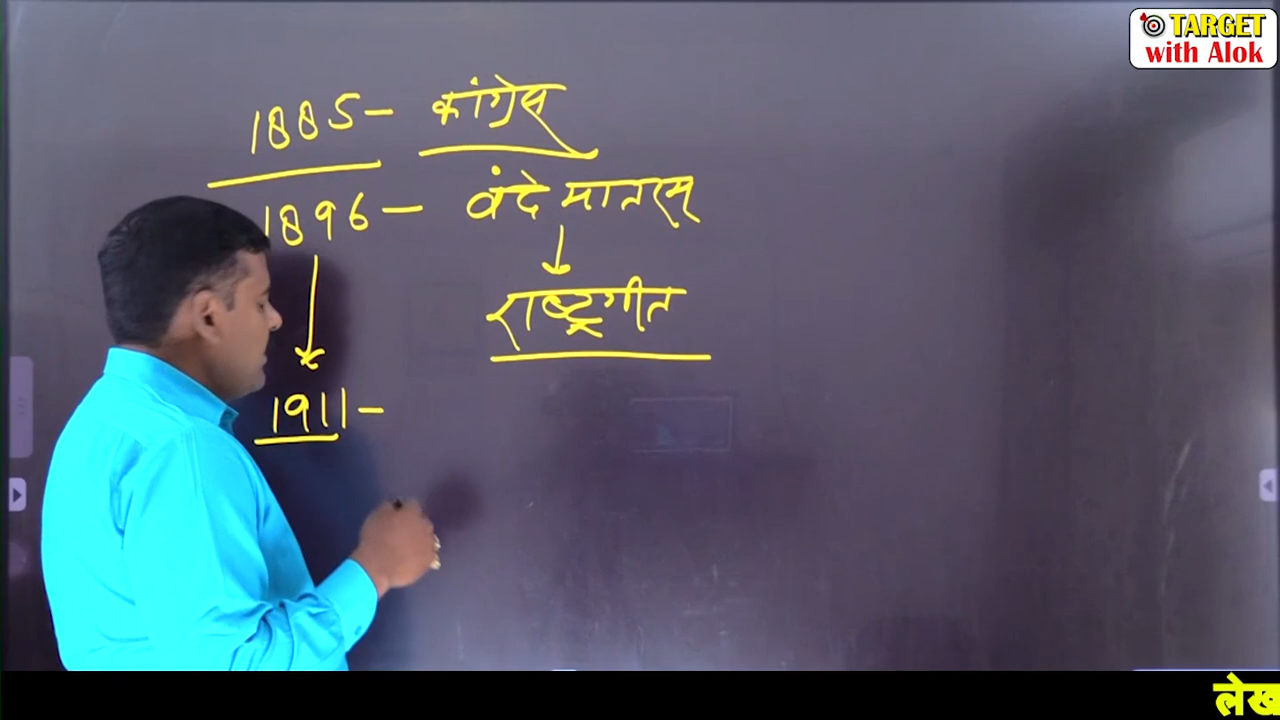 TARGET
with Alok
1885 - कांग्रेस
1896 - वंदे मातरम्
राष्ट्रगीत
1911 -
लेख